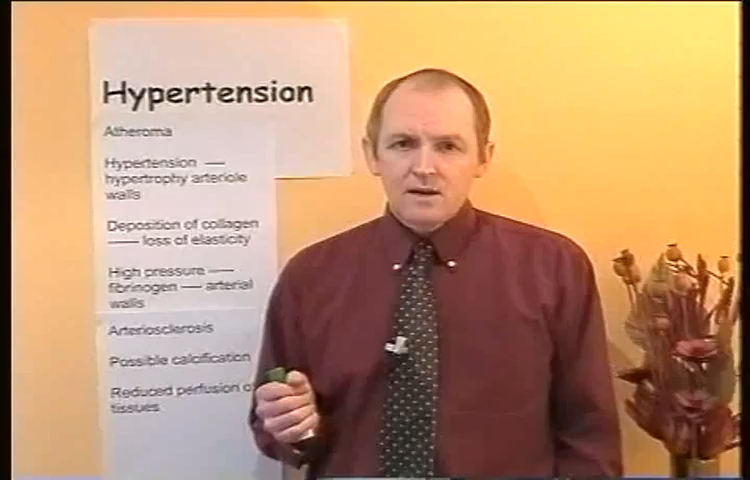 Hypertension
Atheroma
Hypertension —
hypertrophy arteriole
walls
Deposition of collagen
— loss of elasticity
High pressure —
fibrinogen — arterial
walls
Arteriosclerosis
Possible calcification
Reduced perfusion of
tissues